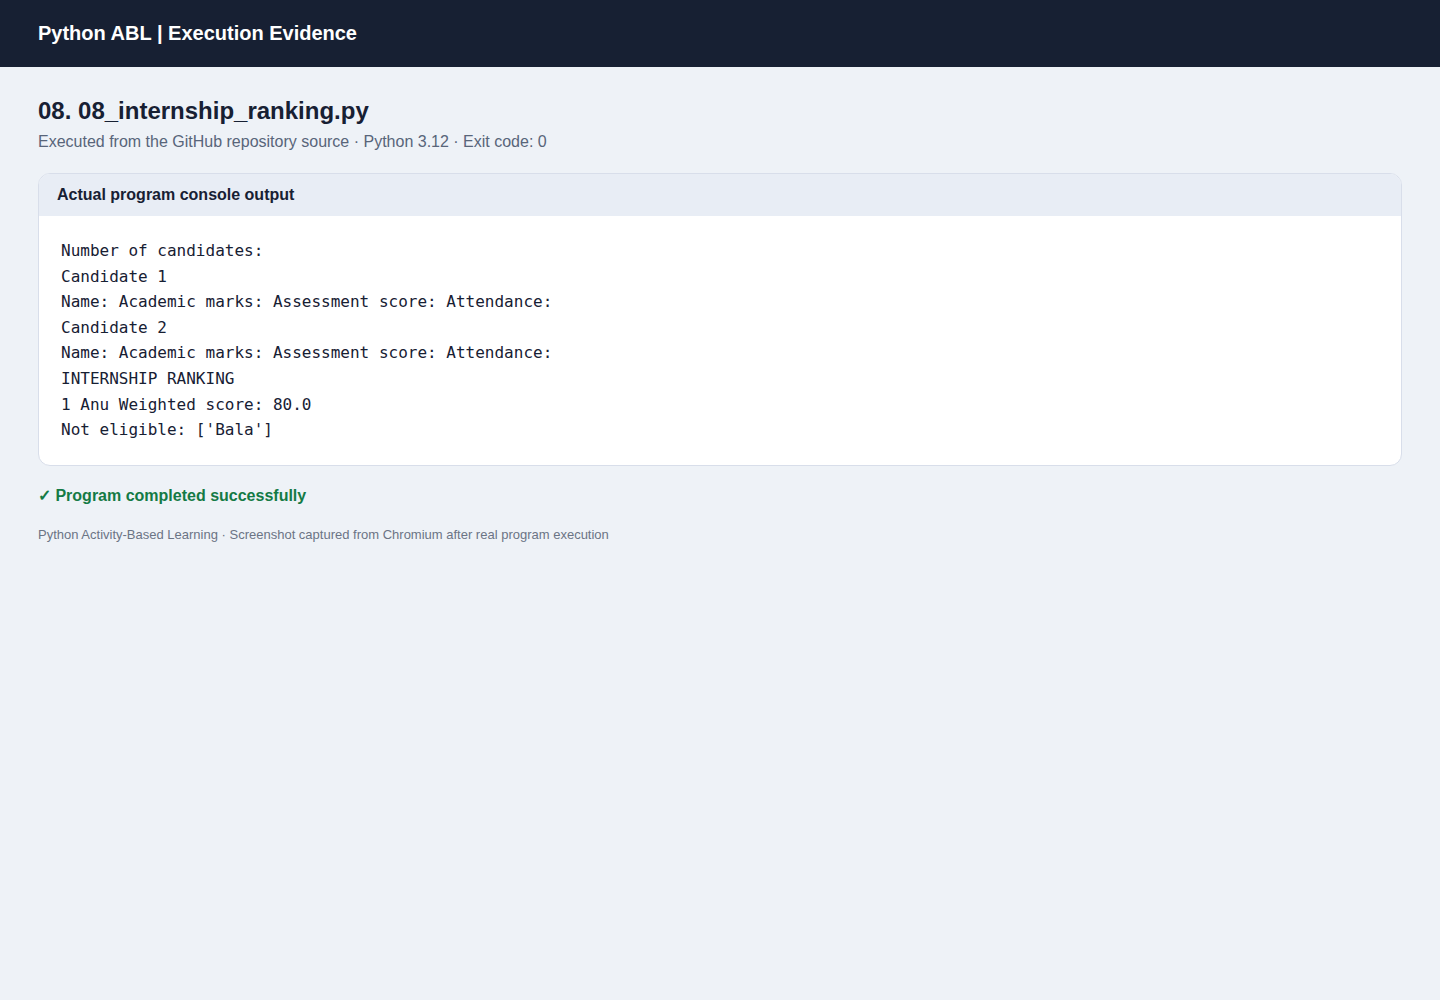 Python ABL | Execution Evidence
08. 08_internship_ranking.py
Executed from the GitHub repository source · Python 3.12 · Exit code: 0
Actual program console output
Number of candidates:
Candidate 1
Name: Academic marks: Assessment score: Attendance:
Candidate 2
Name: Academic marks: Assessment score: Attendance:
INTERNSHIP RANKING
1 Anu Weighted score: 80.0
Not eligible: ['Bala']
✓ Program completed successfully
Python Activity-Based Learning · Screenshot captured from Chromium after real program execution